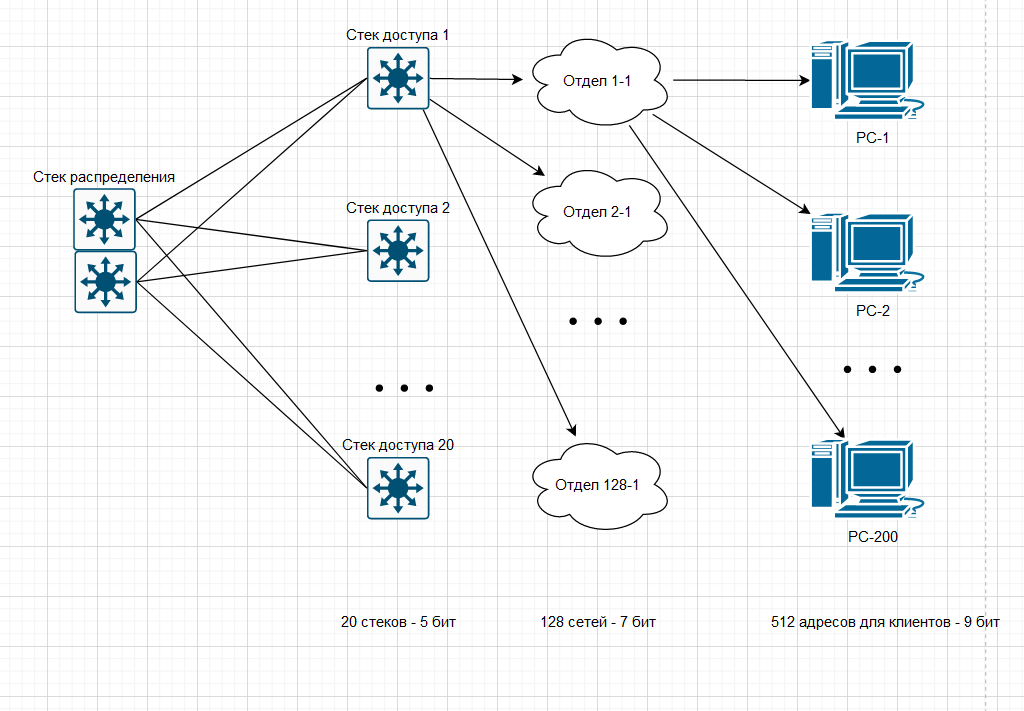 Стек доступа 1
Отдел 1-1
PC-1
Стек распределения
Стек доступа 2
Отдел 2-1
PC-2
Стек доступа 20
Отдел 128-1
PC-200
20 стеков - 5 бит
128 сетей - 7 бит
512 адресов для клиентов - 9 бит